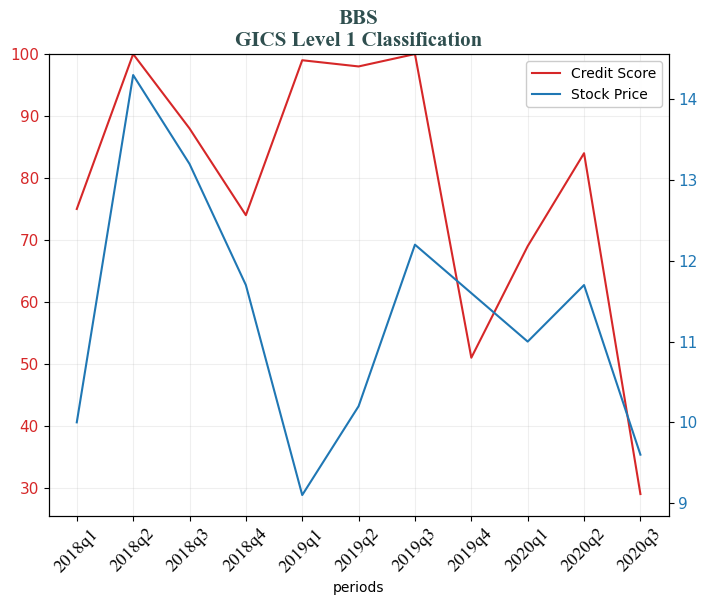 BBS
GICS Level 1 Classification
Credit Score
Stock Price
100
90
80
70
60
50
40
30
14
13
12
11
10
9
2018q1
2018q2
2018q3
2018q4
2019q1
2019q2
2019q3
2019q4
2020q1
2020q2
2020q3
periods